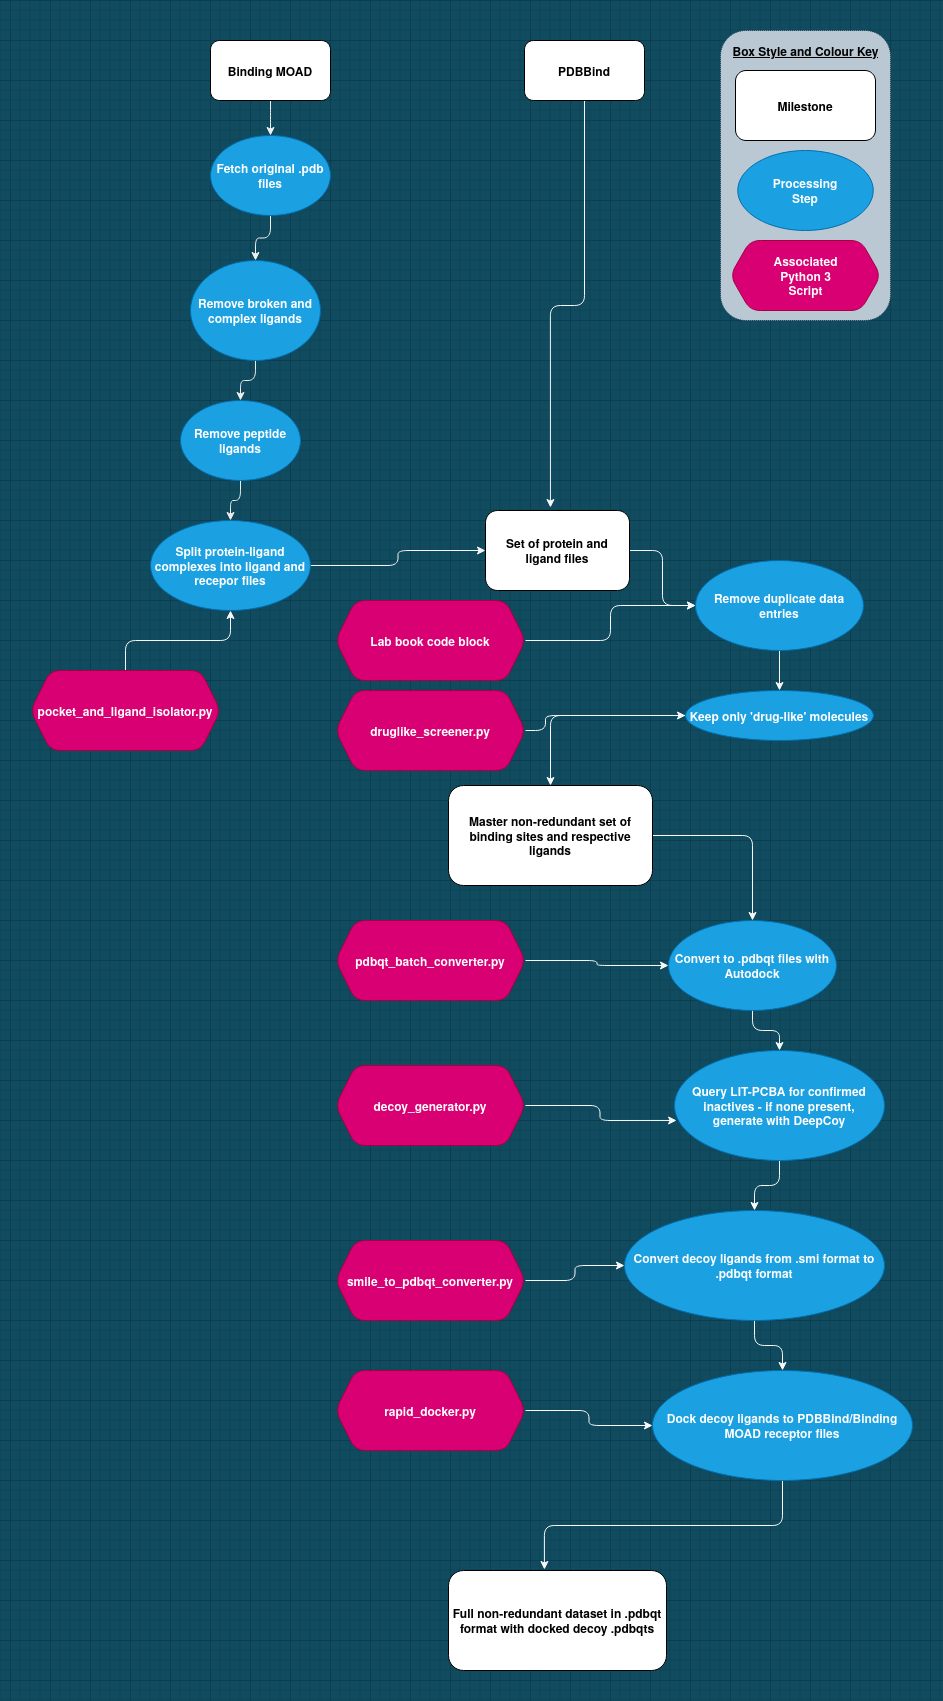 Binding MOAD
PDBBind
Box Style and Colour Key
Milestone
Processing
Step
Associated
Python 3
Script
Fetch original .pdb
files
Remove broken and
complex ligands
Remove peptide
ligands
Split protein-ligand
complexes into ligand and
recepor files
Set of protein and
ligand files
Remove duplicate data
entries
Lab book code block
pocket_and_ligand_isolator.py
druglike_screener.py
Keep only 'drug-like' molecules
Master non-redundant set of
binding sites and respective
ligands
pdbqt_batch_converter.py
Convert to .pdbqt files with
Autodock
decoy_generator.py
Query LIT-PCBA for confirmed
inactives - if none present,
generate with DeepCoy
smile_to_pdbqt_converter.py
Convert decoy ligands from .smi format to
.pdbqt format
rapid_docker.py
Dock decoy ligands to PDBBind/Binding
MOAD receptor files
Full non-redundant dataset in .pdbqt
format with docked decoy .pdbqts